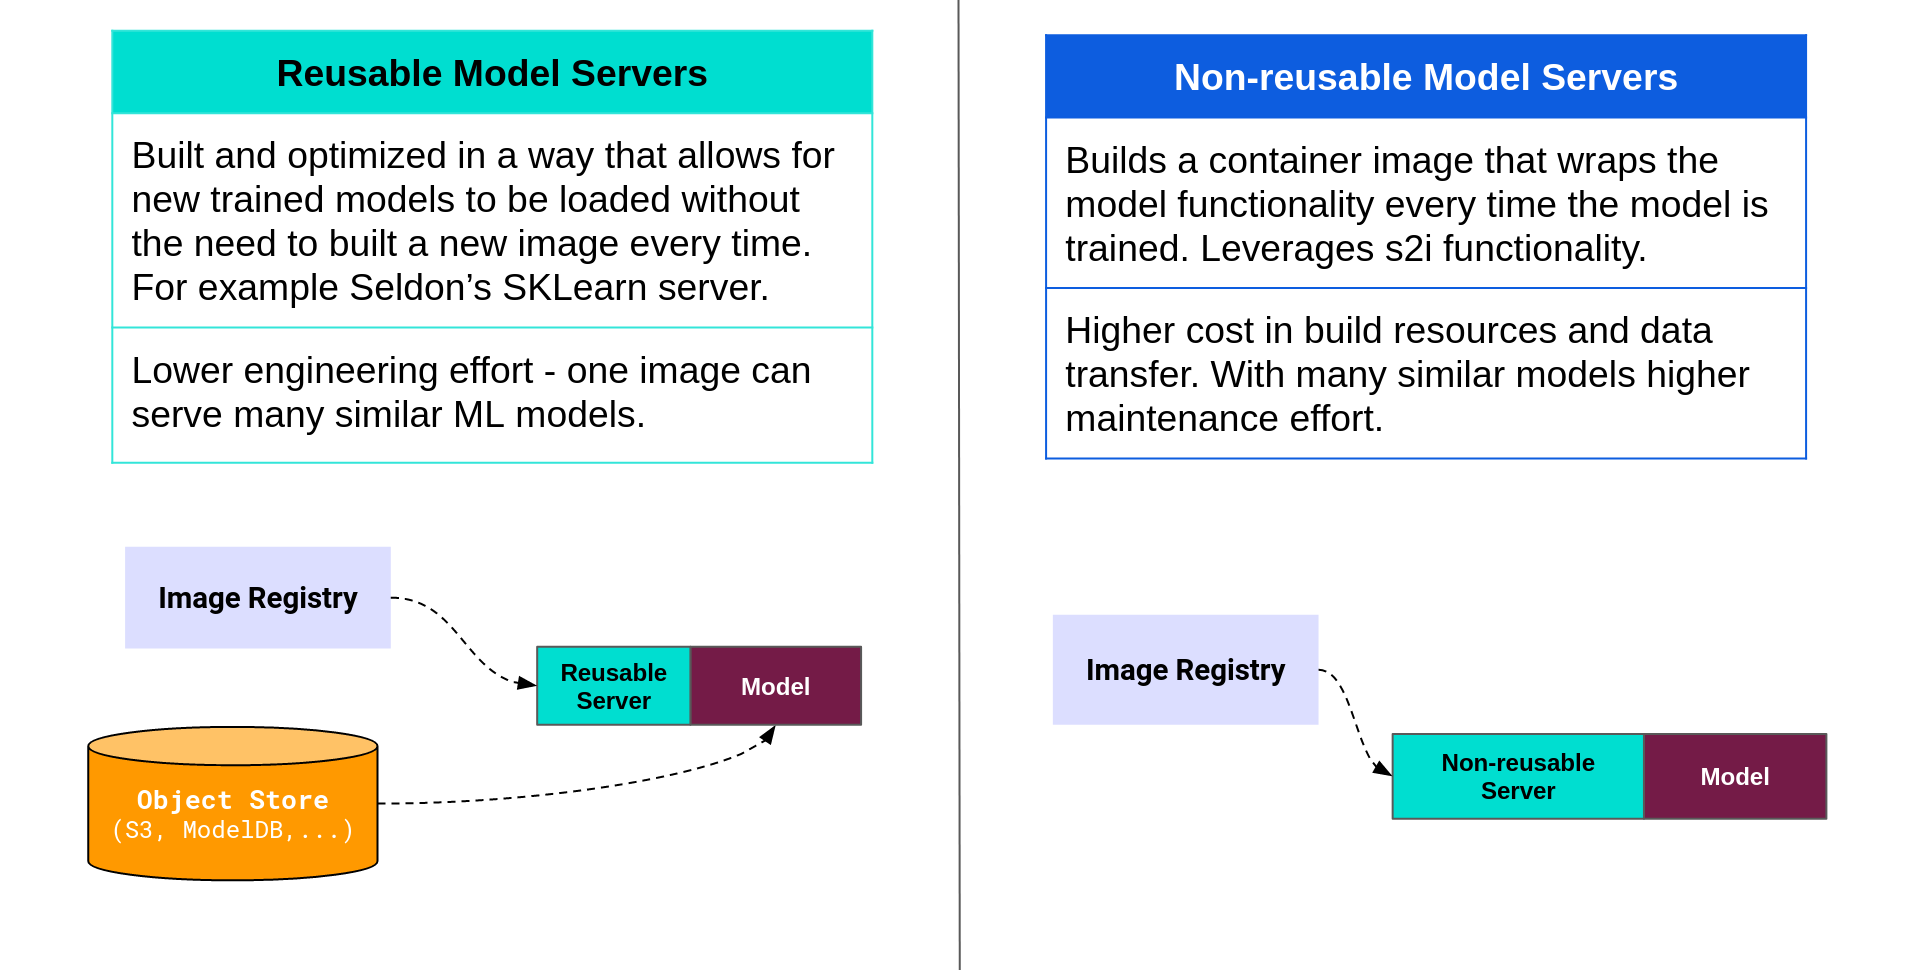 Reusable Model Servers
Built and optimized in a way that allows for
new trained models to be loaded without
the need to built a new image every time.
For example Seldon’s SKLearn server.
Lower engineering effort - one image can
serve many similar ML models.
Image Registry
Reusable
Server
Model
Object Store
(S3, ModelDB,...)
Non-reusable Model Servers
Builds a container image that wraps the
model functionality every time the model is
trained. Leverages s2i functionality.
Higher cost in build resources and data
transfer. With many similar models higher
maintenance effort.
Image Registry
Non-reusable
Server
Model